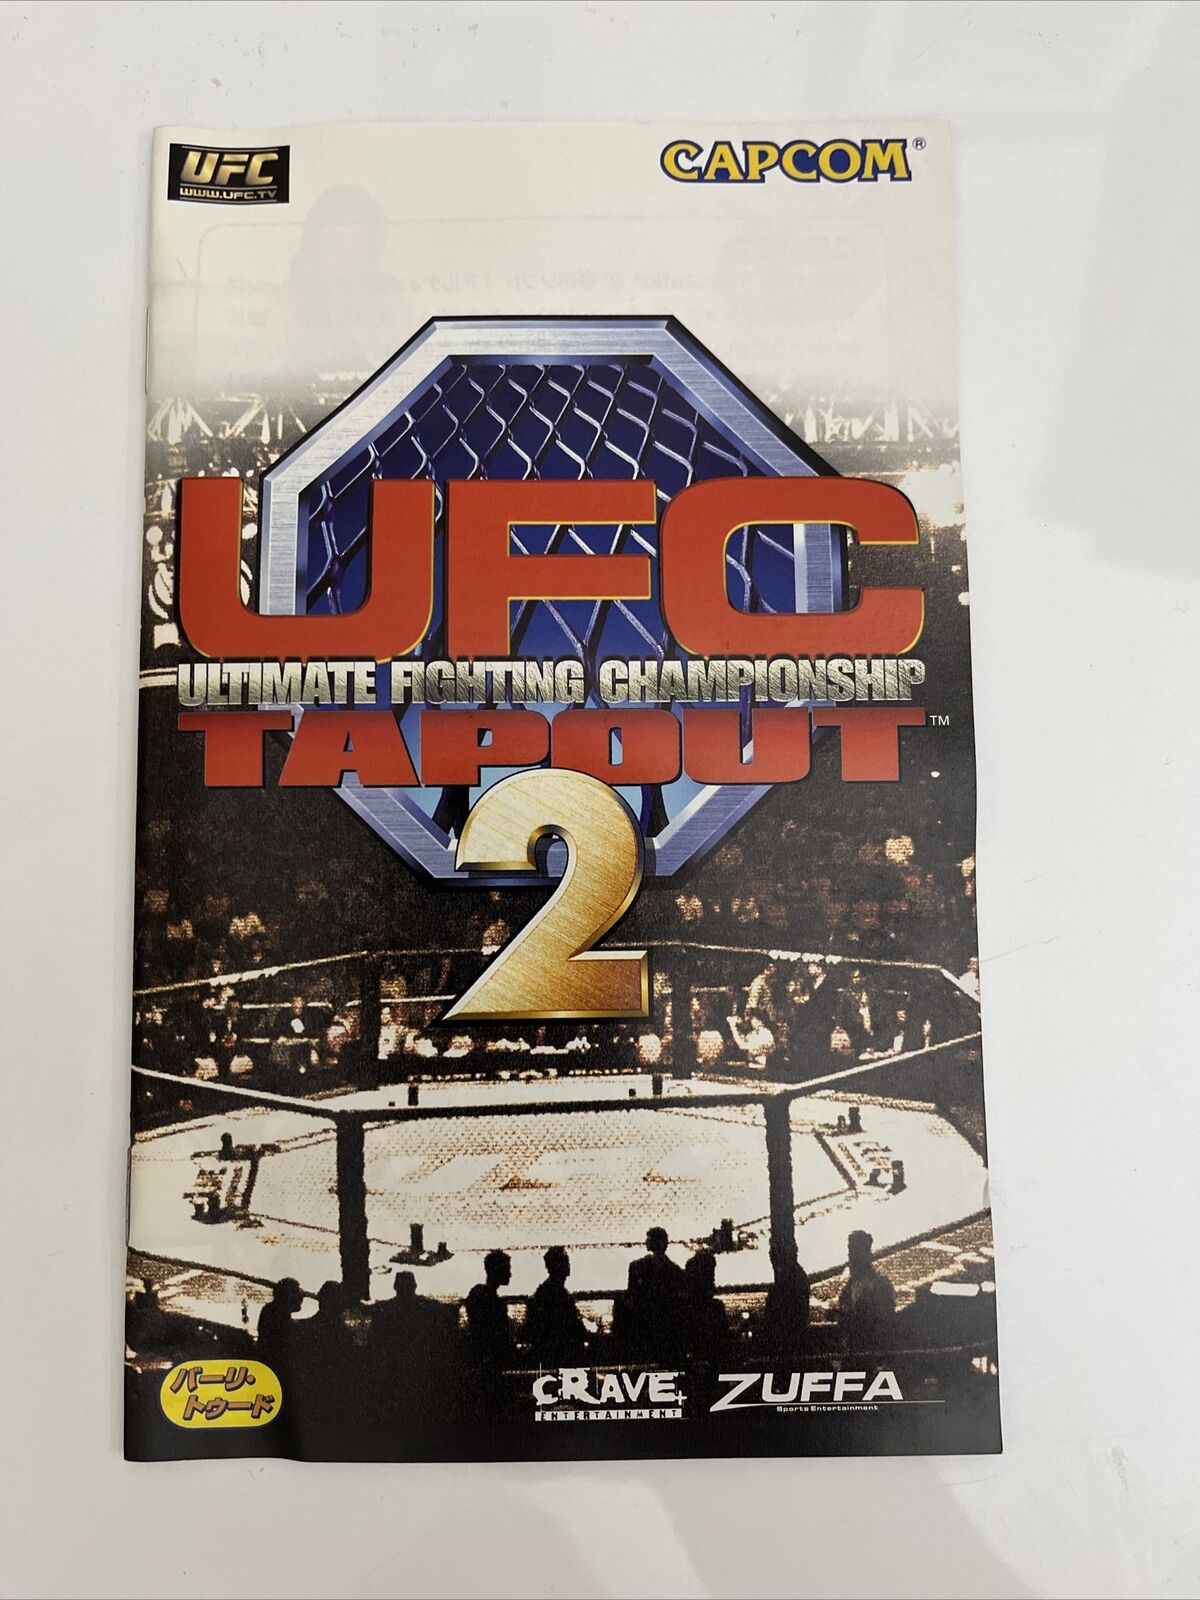 UFC
WWW.UFC.TV
CAPCOM®
UFC
ULTIMATE FIGHTING CHAMPIONSHIP
TAPOUT™
2
バーリ・
トゥード
CRAVE
ENTERTAINMENT
ZUFFA
Sports Entertainment